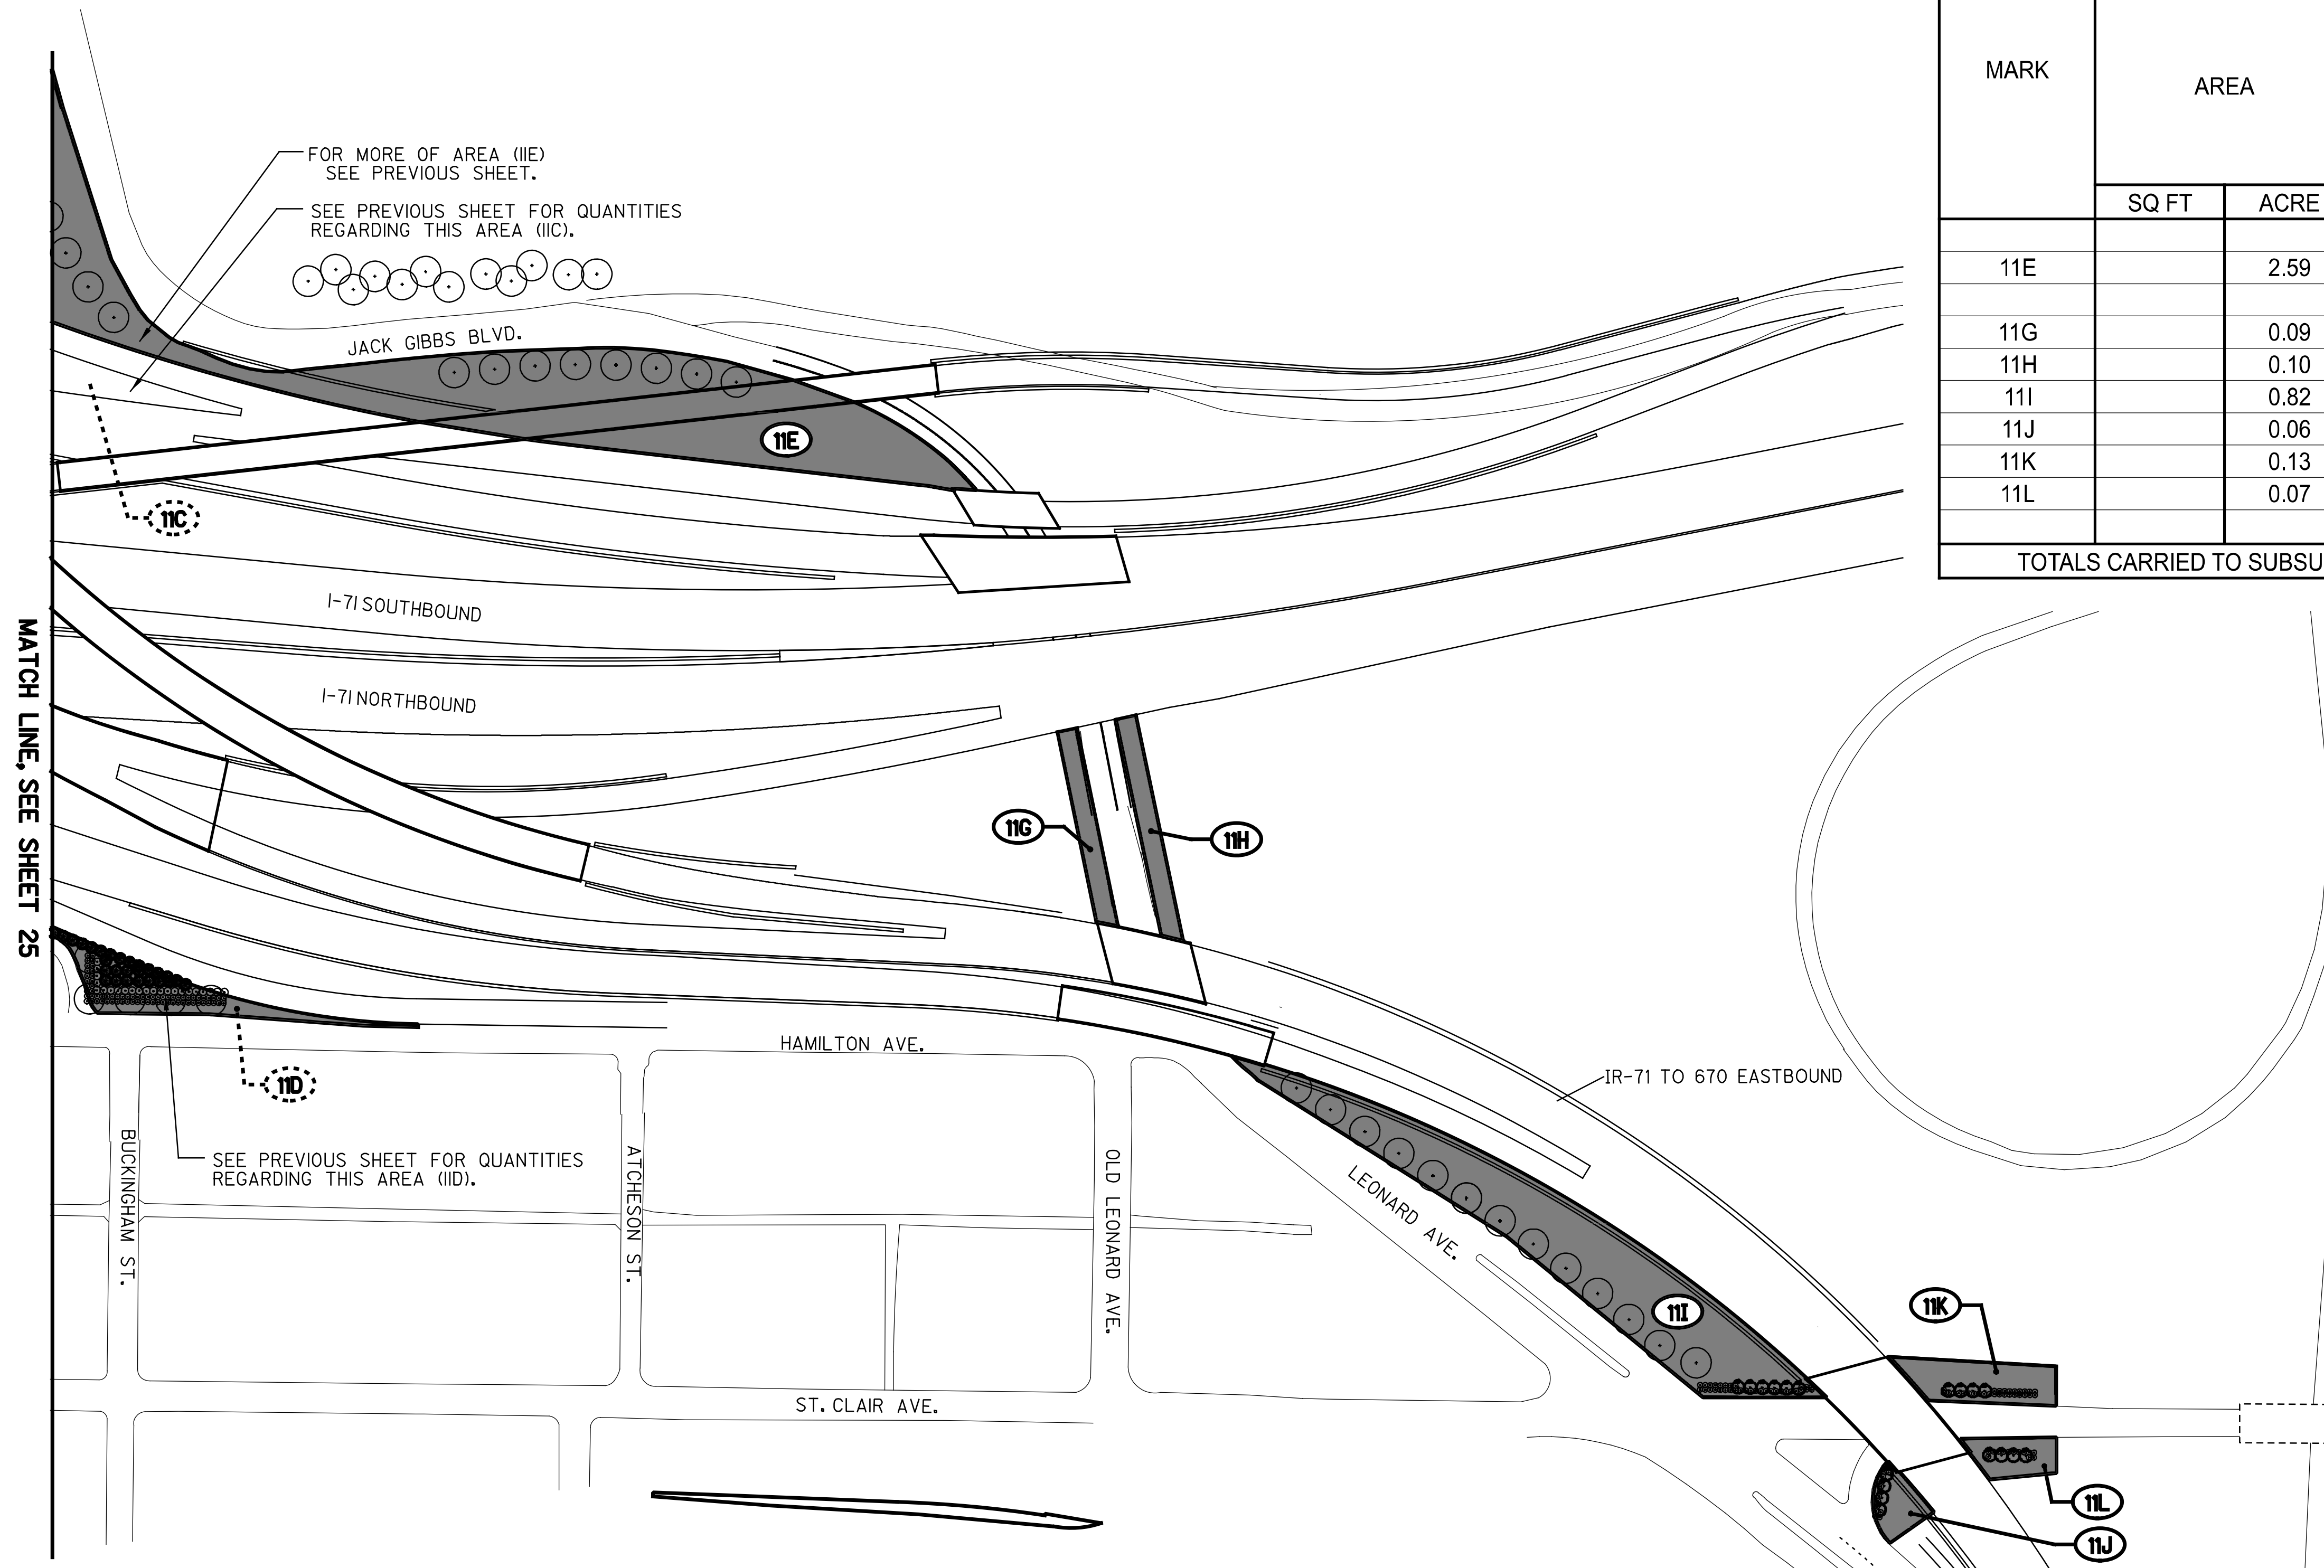 MARK
AREA
SQ FT
ACRE
11E 2.59
11G 0.09
11H 0.10
11I 0.82
11J 0.06
11K 0.13
11L 0.07
TOTALS CARRIED TO SUBSU
FOR MORE OF AREA (IIE)
SEE PREVIOUS SHEET.
SEE PREVIOUS SHEET FOR QUANTITIES
REGARDING THIS AREA (IIC).
JACK GIBBS BLVD.
11E
11C
I-71 SOUTHBOUND
I-71 NORTHBOUND
MATCH LINE, SEE SHEET 25
11G
11H
HAMILTON AVE.
11D
IR-71 TO 670 EASTBOUND
SEE PREVIOUS SHEET FOR QUANTITIES
REGARDING THIS AREA (IID).
BUCKINGHAM ST.
ATCHESON ST.
OLD LEONARD AVE.
LEONARD AVE.
11I
11K
ST. CLAIR AVE.
11L
11J